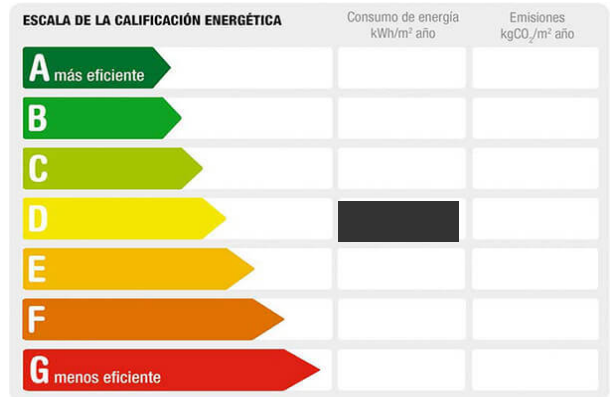 ESCALA DE LA CALIFICACIÓN ENERGÉTICA
Consumo de energía
kWh/m² año
Emisiones
kgCO₂/m² año
A más eficiente
B
C
D
E
F
G menos eficiente